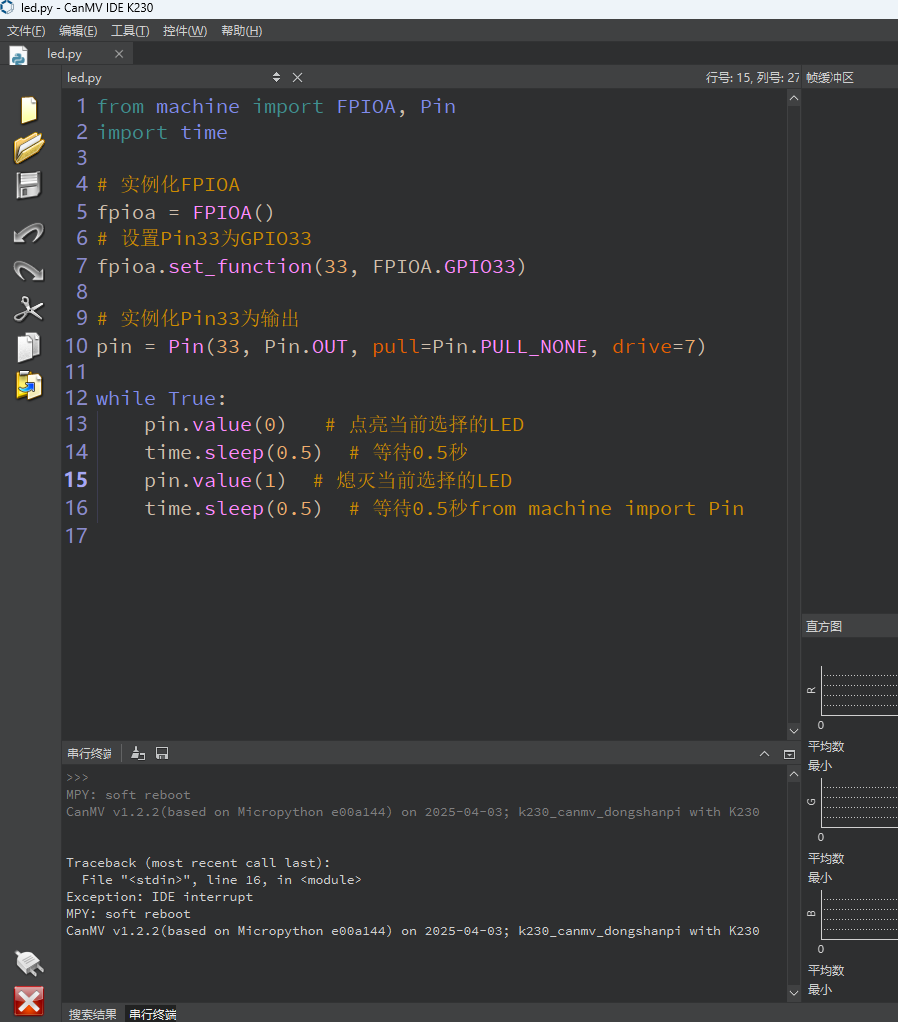 led.py - CanMV IDE K230
文件(F) 编辑(E) 工具(T) 控件(W) 帮助(H)
led.py
led.py 行号: 15, 列号: 27 帧缓冲区
1 from machine import FPIOA, Pin
2 import time
3
4 # 实例化FPIOA
5 fpioa = FPIOA()
6 # 设置Pin33为GPIO33
7 fpioa.set_function(33, FPIOA.GPIO33)
8
9 # 实例化Pin33为输出
10 pin = Pin(33, Pin.OUT, pull=Pin.PULL_NONE, drive=7)
11
12 while True:
13     pin.value(0)   # 点亮当前选择的LED
14     time.sleep(0.5)  # 等待0.5秒
15     pin.value(1)  # 熄灭当前选择的LED
16     time.sleep(0.5)  # 等待0.5秒from machine import Pin
17
直方图
R
0
平均数
最小
G
0
平均数
最小
B
0
平均数
最小
串行终端
>>>
MPY: soft reboot
CanMV v1.2.2(based on Micropython e00a144) on 2025-04-03; k230_canmv_dongshanpi with K230
Traceback (most recent call last):
  File "<stdin>", line 16, in <module>
Exception: IDE interrupt
MPY: soft reboot
CanMV v1.2.2(based on Micropython e00a144) on 2025-04-03; k230_canmv_dongshanpi with K230
搜索结果 串行终端